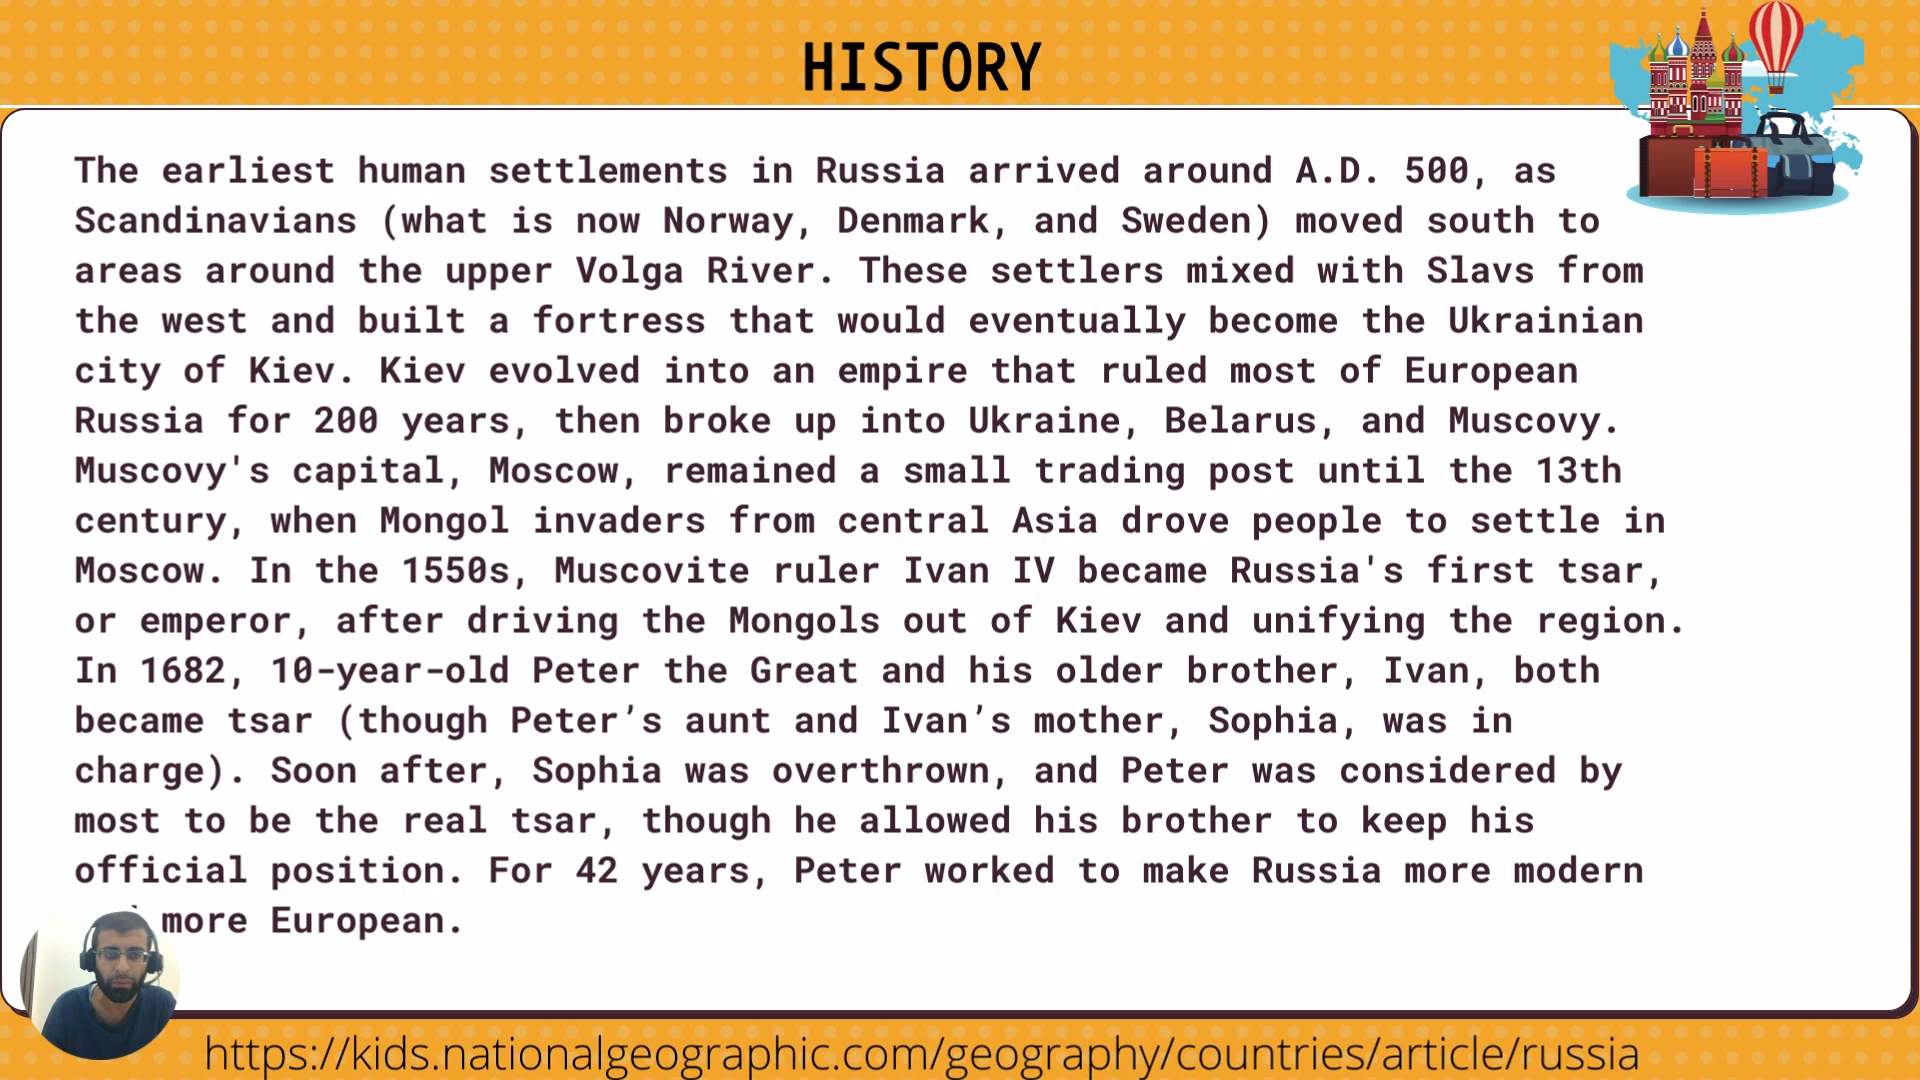 HISTORY
The earliest human settlements in Russia arrived around A.D. 500, as
Scandinavians (what is now Norway, Denmark, and Sweden) moved south to
areas around the upper Volga River. These settlers mixed with Slavs from
the west and built a fortress that would eventually become the Ukrainian
city of Kiev. Kiev evolved into an empire that ruled most of European
Russia for 200 years, then broke up into Ukraine, Belarus, and Muscovy.
Muscovy's capital, Moscow, remained a small trading post until the 13th
century, when Mongol invaders from central Asia drove people to settle in
Moscow. In the 1550s, Muscovite ruler Ivan IV became Russia's first tsar,
or emperor, after driving the Mongols out of Kiev and unifying the region.
In 1682, 10-year-old Peter the Great and his older brother, Ivan, both
became tsar (though Peter’s aunt and Ivan’s mother, Sophia, was in
charge). Soon after, Sophia was overthrown, and Peter was considered by
most to be the real tsar, though he allowed his brother to keep his
official position. For 42 years, Peter worked to make Russia more modern
more European.
https://kids.nationalgeographic.com/geography/countries/article/russia